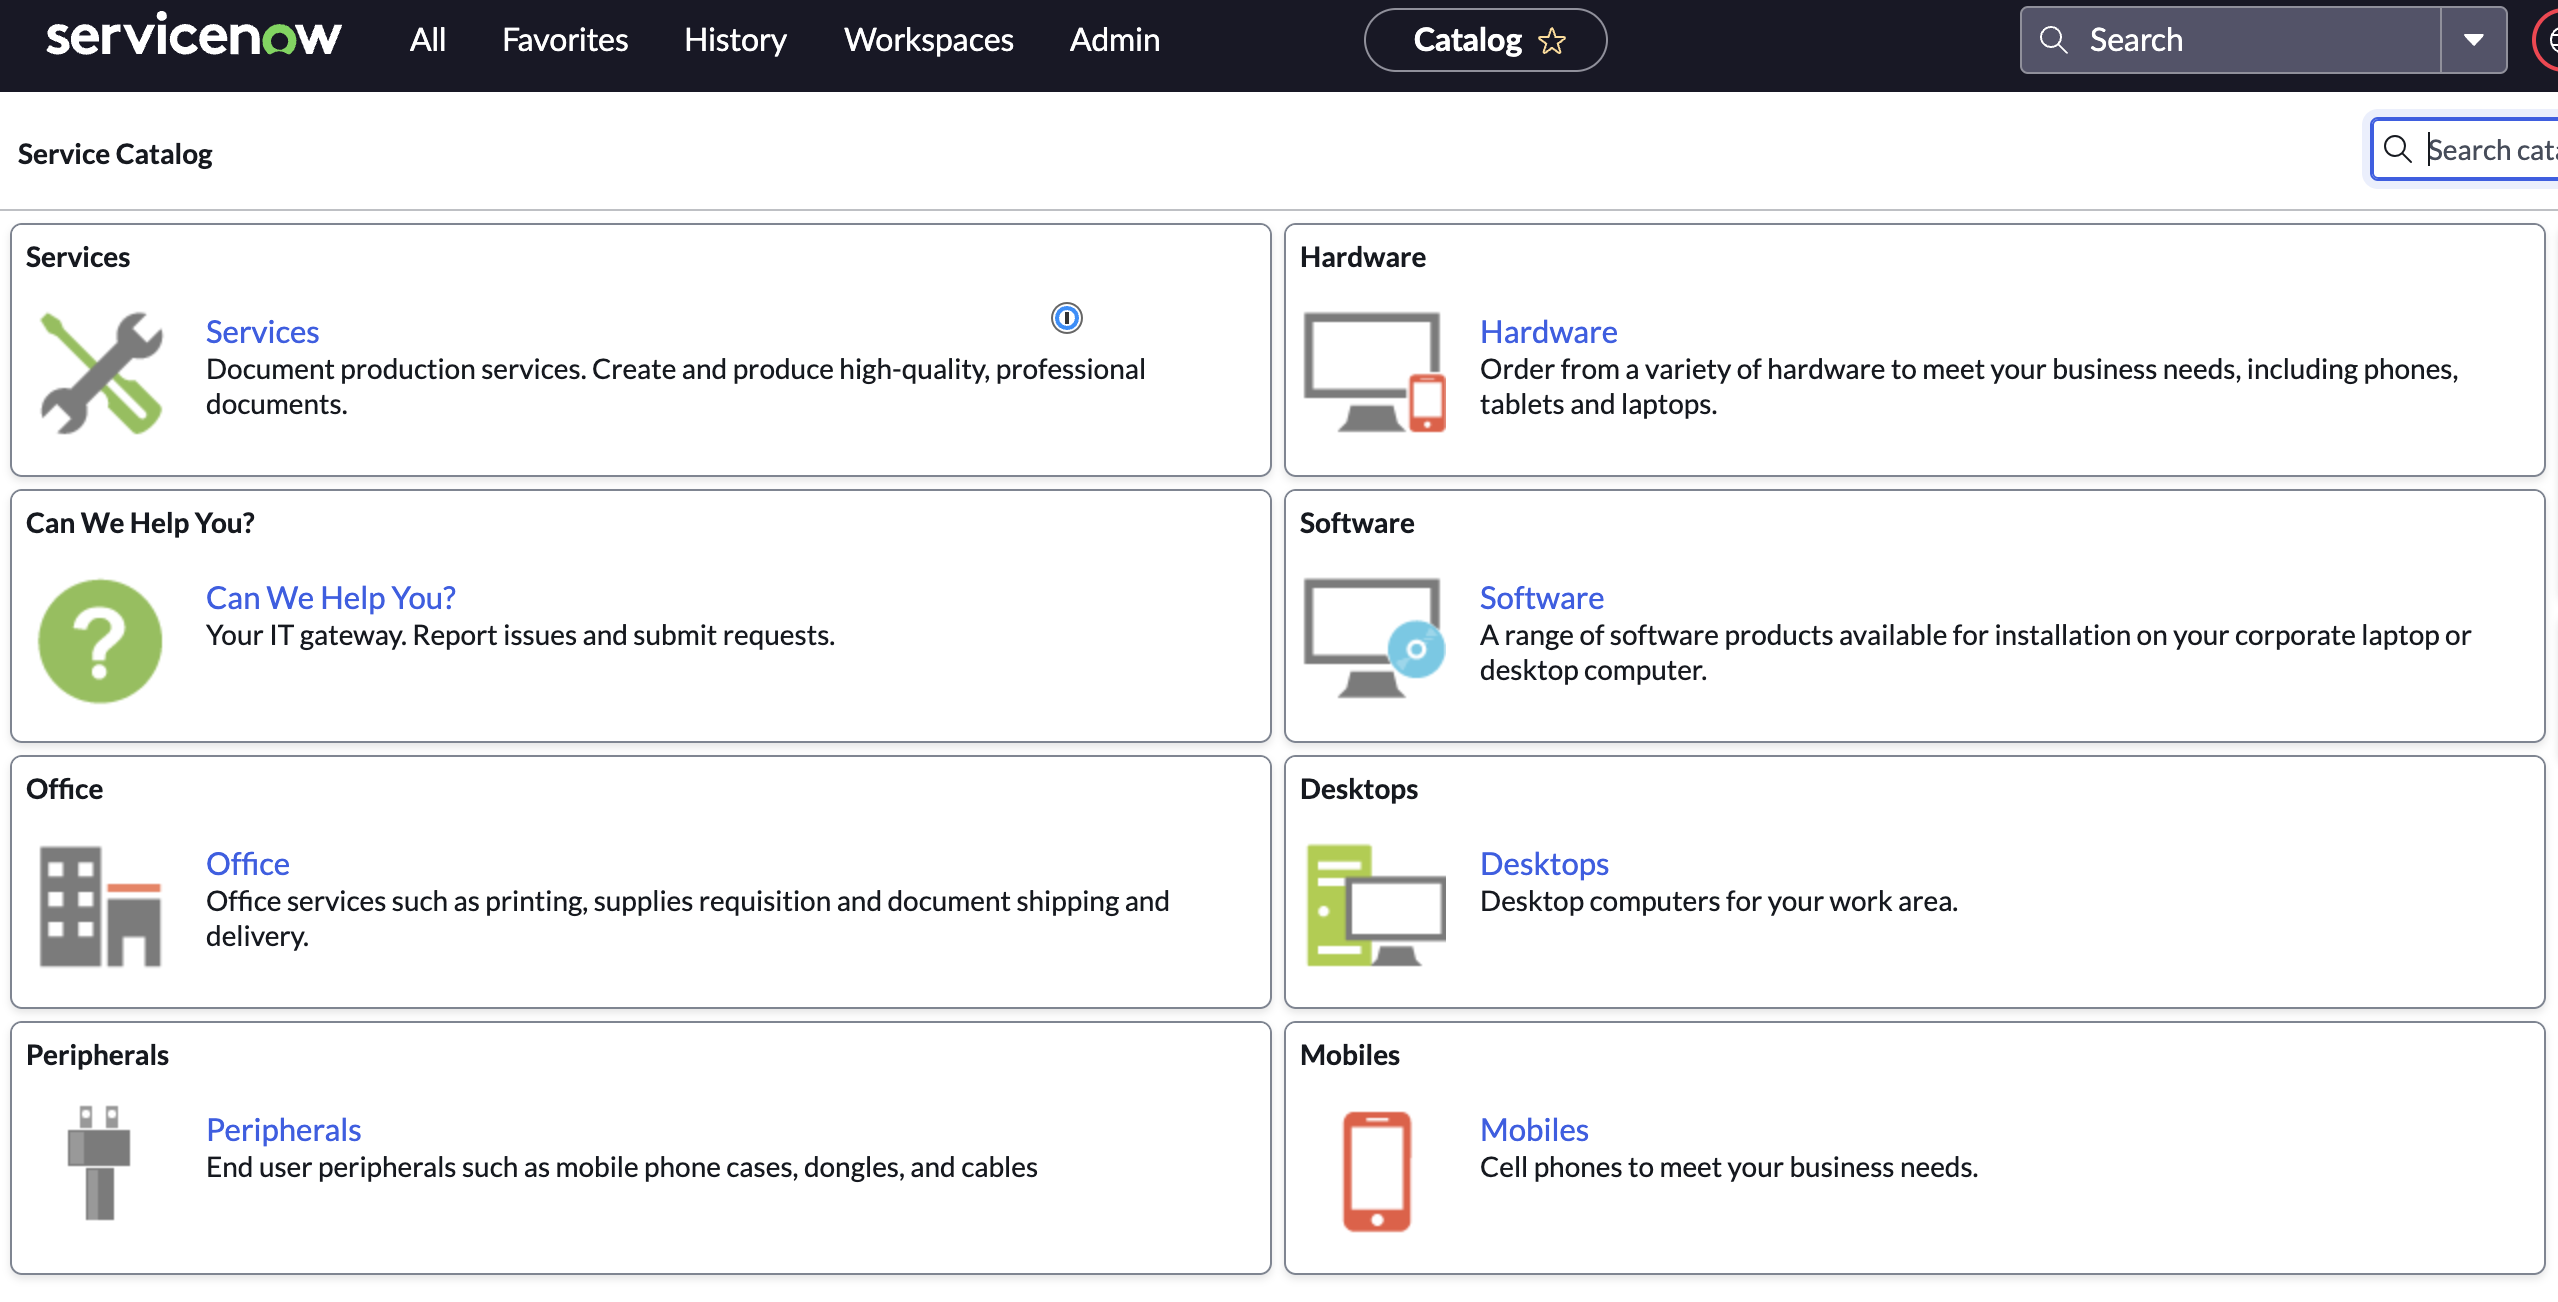 servicenow All Favorites History Workspaces Admin Catalog Search
Service Catalog
Search cat
Services
Services
Document production services. Create and produce high-quality, professional
documents.
Hardware
Hardware
Order from a variety of hardware to meet your business needs, including phones,
tablets and laptops.
Can We Help You?
Can We Help You?
Your IT gateway. Report issues and submit requests.
Software
Software
A range of software products available for installation on your corporate laptop or
desktop computer.
Office
Office
Office services such as printing, supplies requisition and document shipping and
delivery.
Desktops
Desktops
Desktop computers for your work area.
Peripherals
Peripherals
End user peripherals such as mobile phone cases, dongles, and cables
Mobiles
Mobiles
Cell phones to meet your business needs.